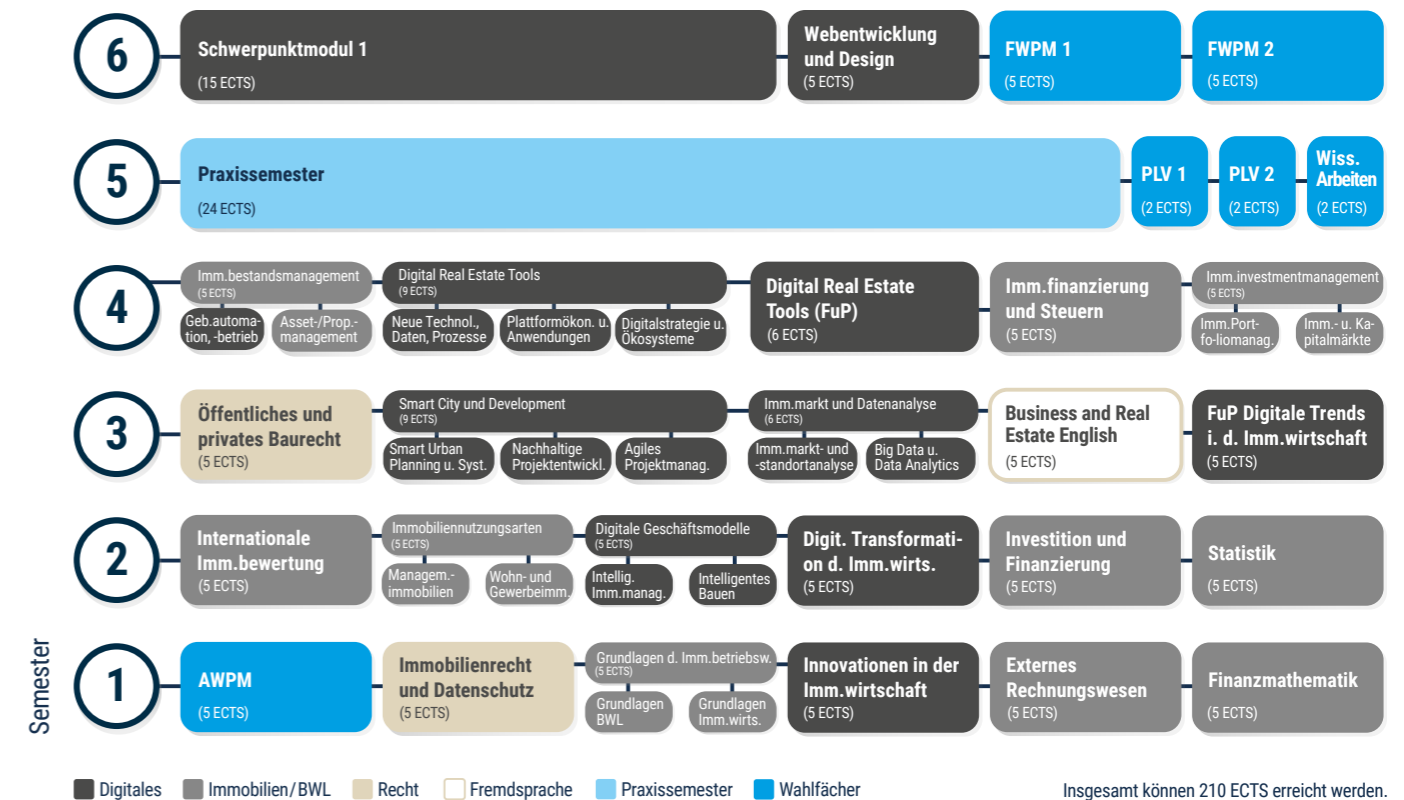 6
Schwerpunktmodul 1
(15 ECTS)
Webentwicklung
und Design
(5 ECTS)
FWPM 1
(5 ECTS)
FWPM 2
(5 ECTS)
5
Praxissemester
(24 ECTS)
PLV 1
(2 ECTS)
PLV 2
(2 ECTS)
Wiss.
Arbeiten
(2 ECTS)
4
Imm.bestandsmanagement
(5 ECTS)
Geb.automa-
tion, -betrieb
Asset-/Prop.-
management
Digital Real Estate Tools
(9 ECTS)
Neue Technol.,
Daten, Prozesse
Plattformökon. u.
Anwendungen
Digitalstrategie u.
Ökosysteme
Digital Real Estate
Tools (FuP)
(6 ECTS)
Imm.finanzierung
und Steuern
(5 ECTS)
Imm.investmentmanagement
(5 ECTS)
Imm.Port-
fo-liomanag.
Imm.- u. Ka-
pitalmärkte
3
Öffentliches und
privates Baurecht
(5 ECTS)
Smart City und Development
(9 ECTS)
Smart Urban
Planning u. Syst.
Nachhaltige
Projektentwickl.
Agiles
Projektmanag.
Imm.markt und Datenanalyse
(6 ECTS)
Imm.markt- und
-standortanalyse
Big Data u.
Data Analytics
Business and Real
Estate English
(5 ECTS)
FuP Digitale Trends
i. d. Imm.wirtschaft
(5 ECTS)
2
Internationale
Imm.bewertung
(5 ECTS)
Immobiliennutzungsarten
(5 ECTS)
Managem.-
immobilien
Wohn- und
Gewerbeimm.
Digitale Geschäftsmodelle
(5 ECTS)
Intellig.
Imm.manag.
Intelligentes
Bauen
Digit. Transformati-
on d. Imm.wirts.
(5 ECTS)
Investition und
Finanzierung
(5 ECTS)
Statistik
(5 ECTS)
Semester
1
AWPM
(5 ECTS)
Immobilienrecht
und Datenschutz
(5 ECTS)
Grundlagen d. Imm.betriebsw.
(5 ECTS)
Grundlagen
BWL
Grundlagen
Imm.wirts.
Innovationen in der
Imm.wirtschaft
(5 ECTS)
Externes
Rechnungswesen
(5 ECTS)
Finanzmathematik
(5 ECTS)
Digitales
Immobilien/BWL
Recht
Fremdsprache
Praxissemester
Wahlfächer
Insgesamt können 210 ECTS erreicht werden.